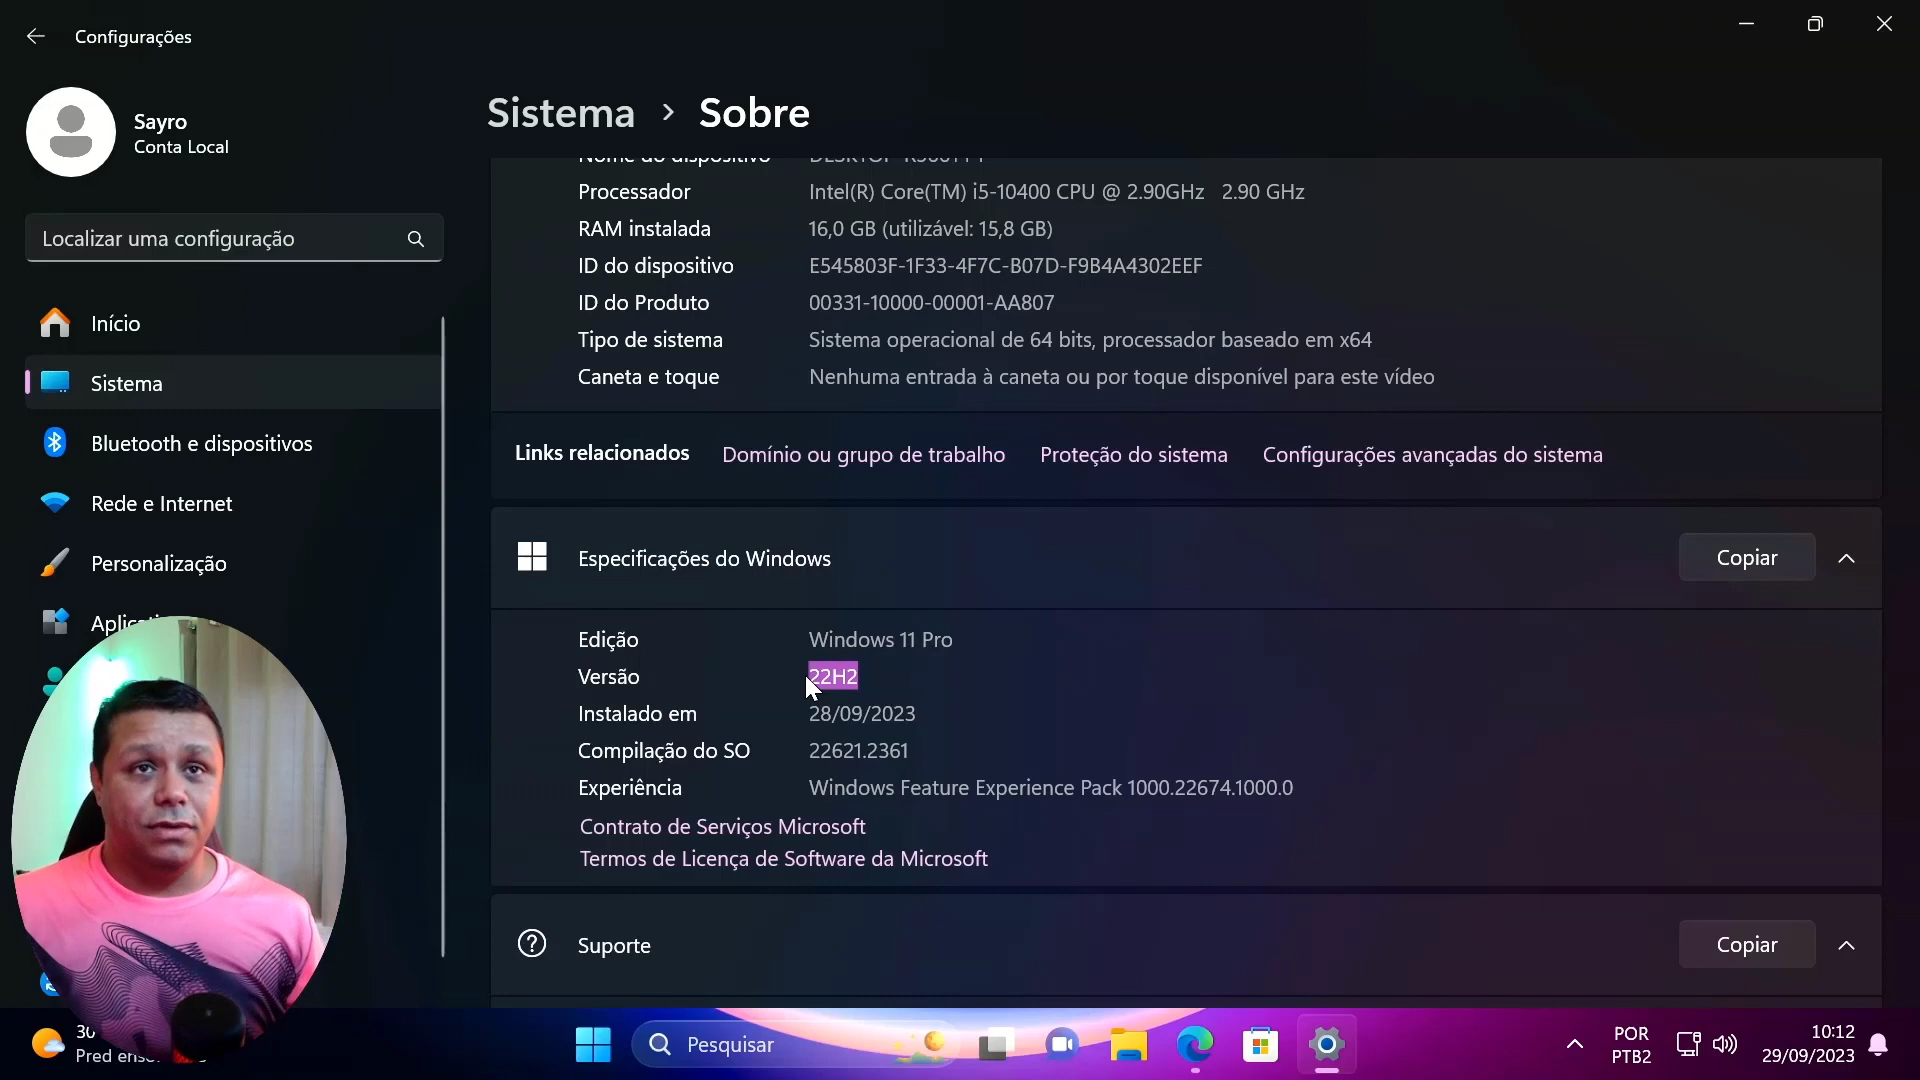 Configurações
Sayro
Conta Local
Localizar uma configuração
Início
Sistema
Bluetooth e dispositivos
Rede e Internet
Personalização
Sistema > Sobre
Processador Intel(R) Core(TM) i5-10400 CPU @ 2.90GHz 2.90 GHz
RAM instalada 16,0 GB (utilizável: 15,8 GB)
ID do dispositivo E545803F-1F33-4F7C-B07D-F9B4A4302EEF
ID do Produto 00331-10000-00001-AA807
Tipo de sistema Sistema operacional de 64 bits, processador baseado em x64
Caneta e toque Nenhuma entrada à caneta ou por toque disponível para este vídeo
Links relacionados Domínio ou grupo de trabalho Proteção do sistema Configurações avançadas do sistema
Especificações do Windows Copiar
Edição Windows 11 Pro
Versão 22H2
Instalado em 28/09/2023
Compilação do SO 22621.2361
Experiência Windows Feature Experience Pack 1000.22674.1000.0
Contrato de Serviços Microsoft
Termos de Licença de Software da Microsoft
Suporte Copiar
Pesquisar
POR
PTB2
10:12
29/09/2023